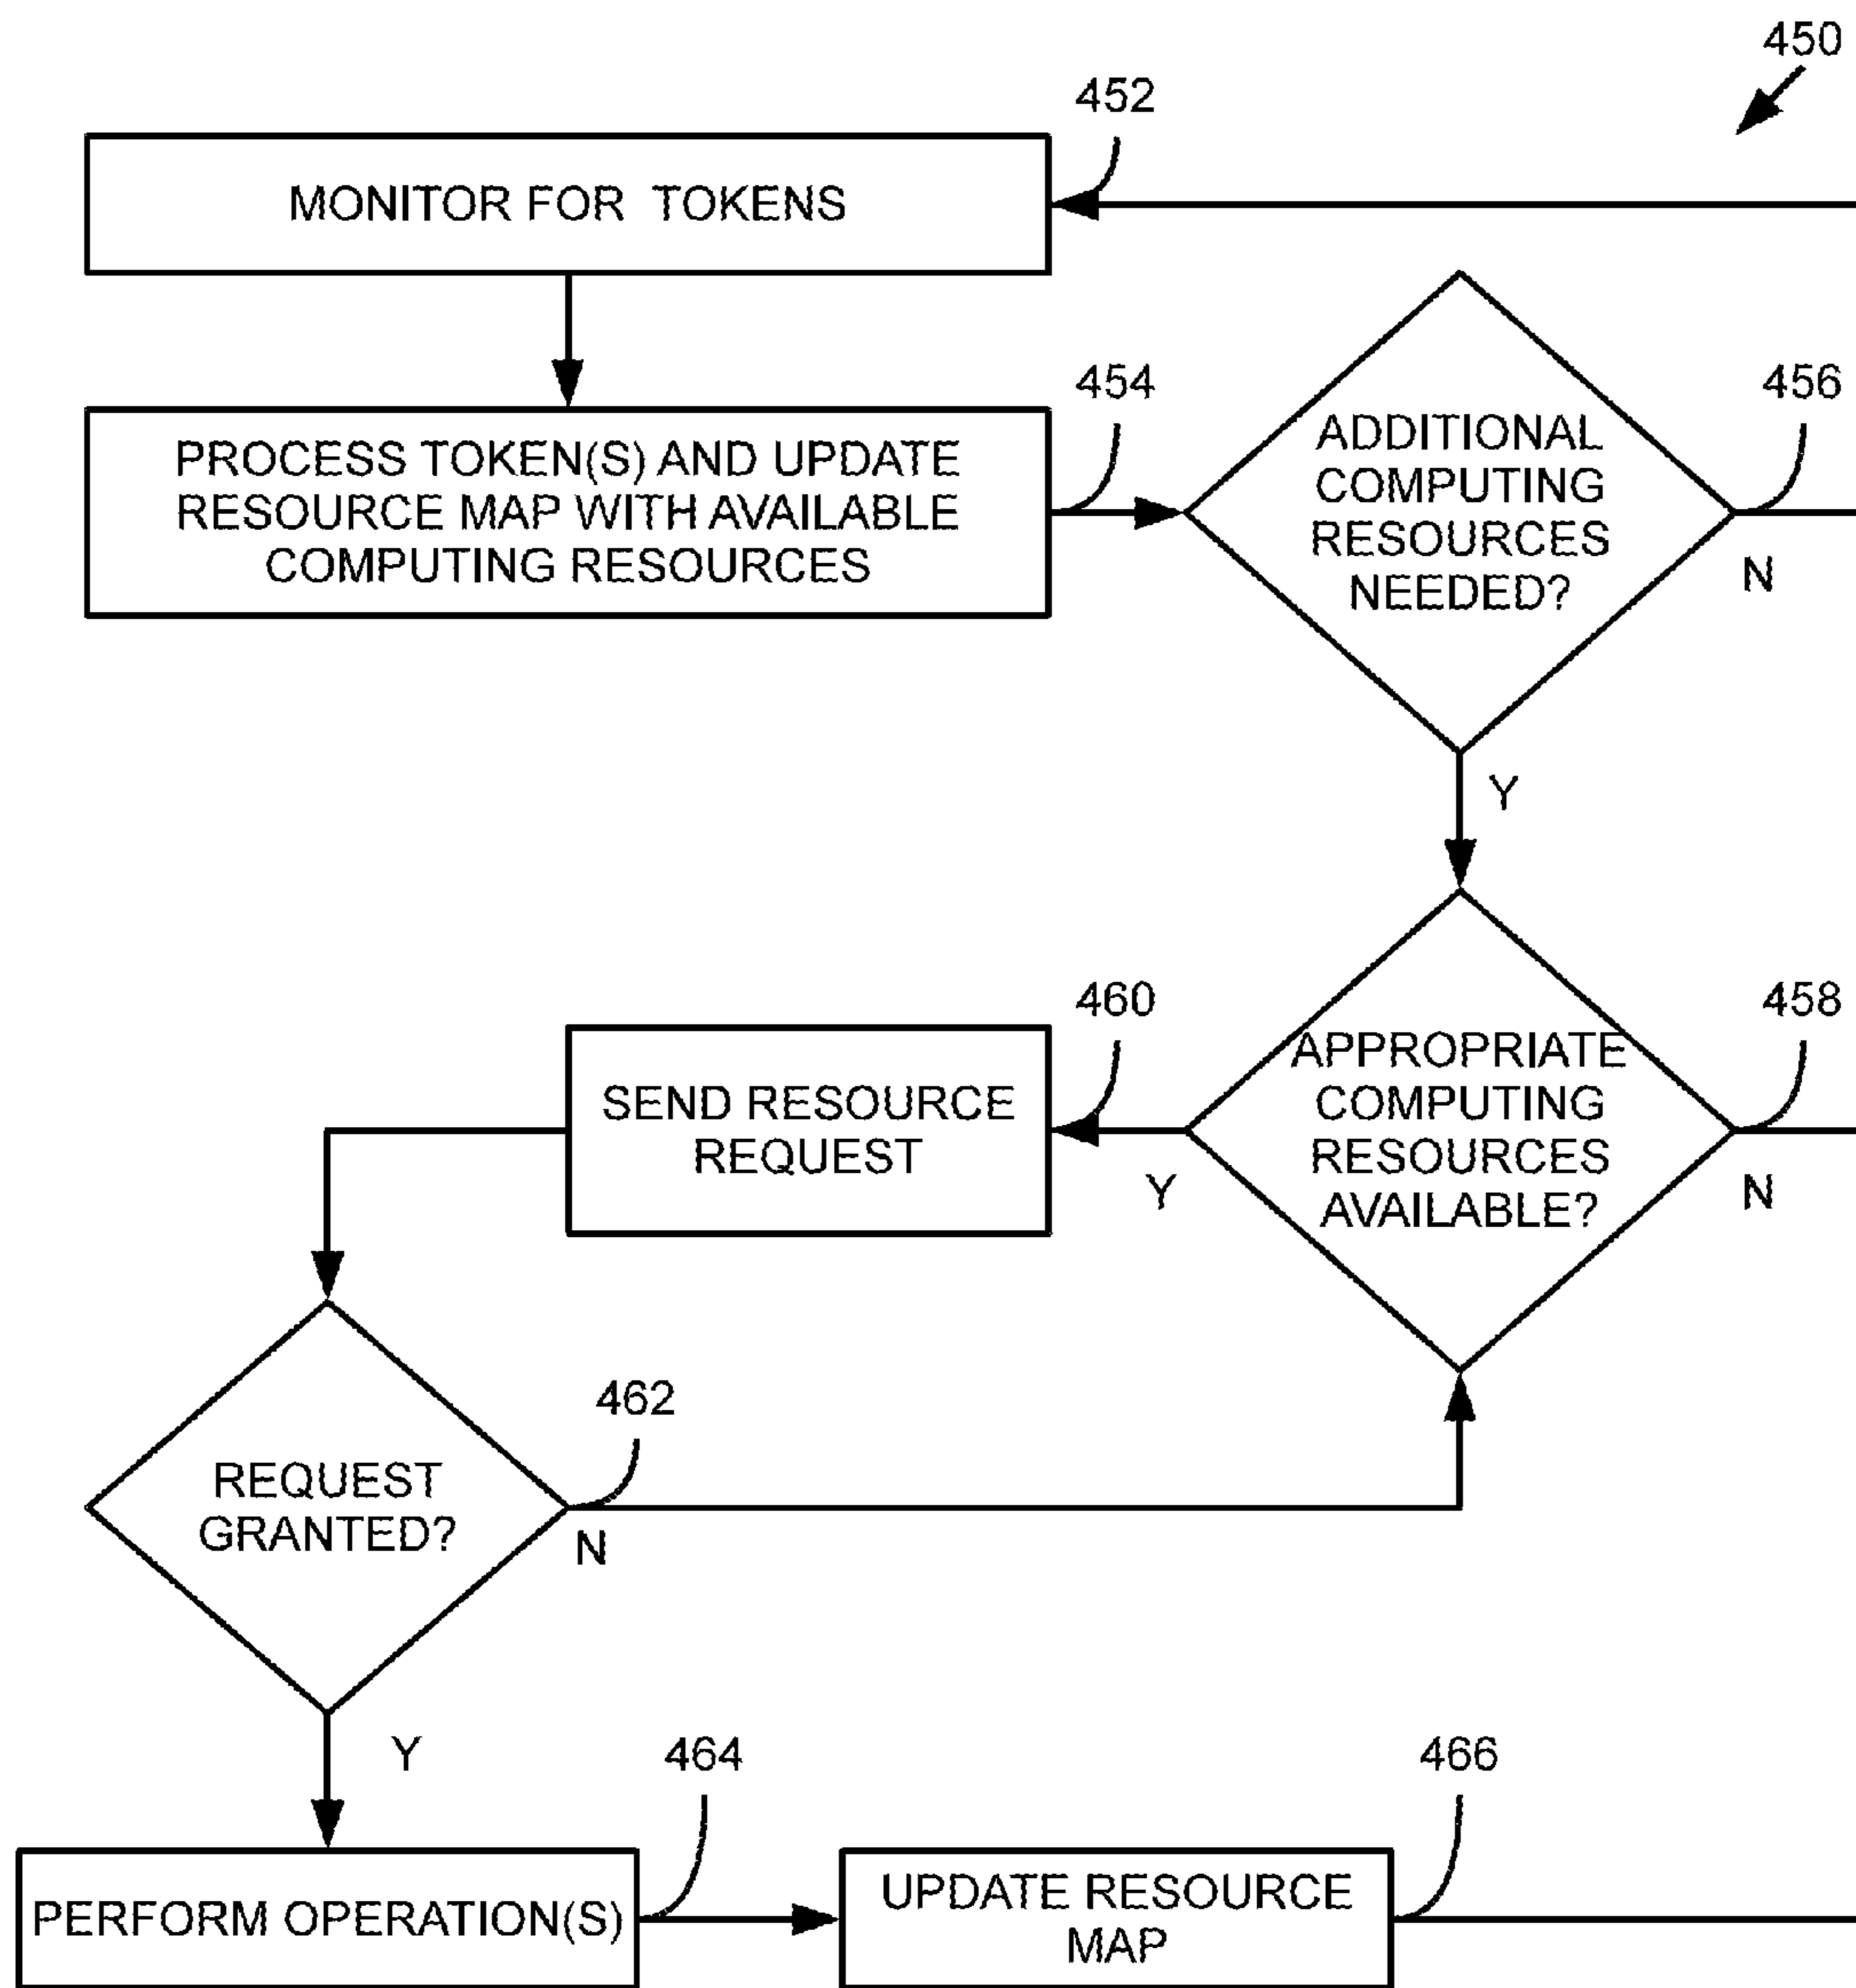 450
452
MONITOR FOR TOKENS
454
PROCESS TOKEN(S) AND UPDATE
RESOURCE MAP WITH AVAILABLE
COMPUTING RESOURCES
456
ADDITIONAL
COMPUTING
RESOURCES
NEEDED?
N
Y
458
APPROPRIATE
COMPUTING
RESOURCES
AVAILABLE?
N
Y
460
SEND RESOURCE
REQUEST
462
REQUEST
GRANTED?
N
Y
464
PERFORM OPERATION(S)
466
UPDATE RESOURCE
MAP